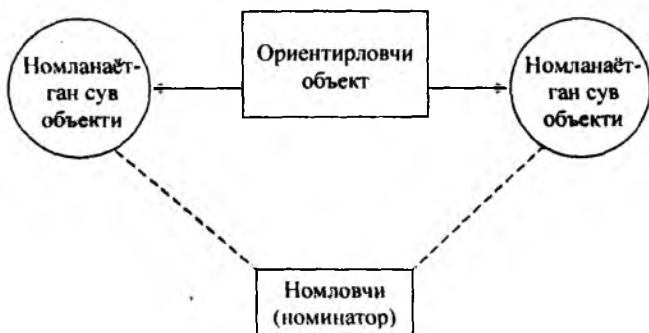 Номланаёт-
ган сув
объекти
Ориентирловчи
объект
Номланаёт-
ган сув
объекти
Номловчи
(номинатор)